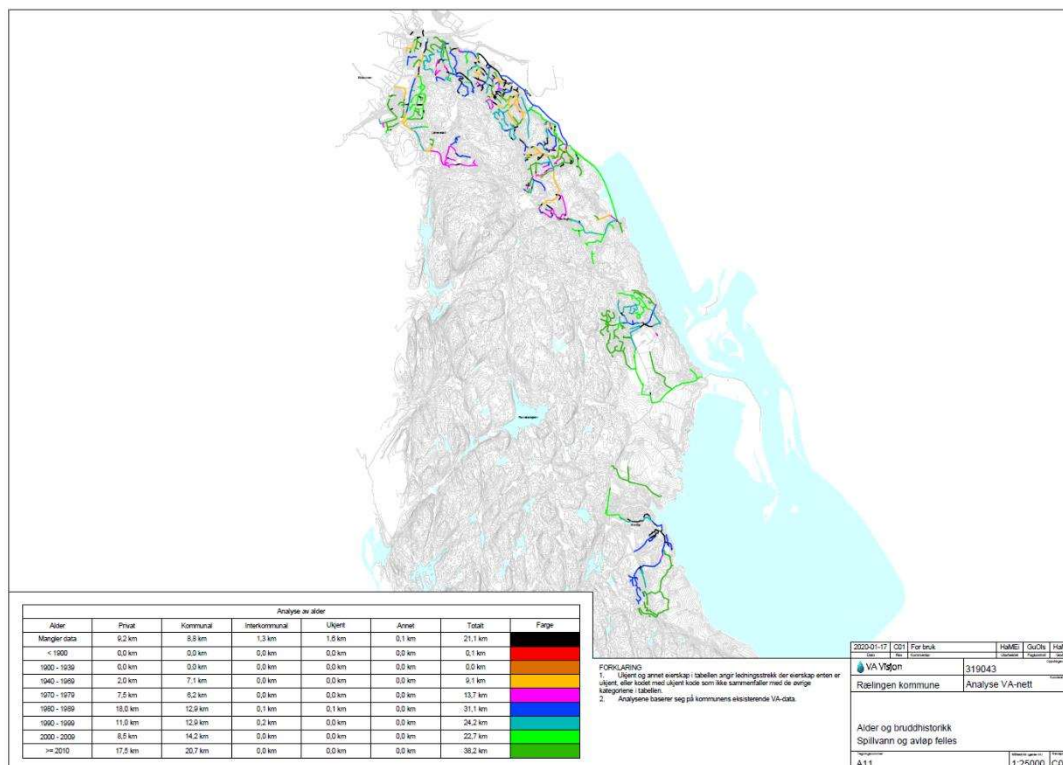 Analyse av alder
Alder Privat Kommunal Interkommunal Ukjent Annet Totalt Farge
Mangler data 9,2 km 8,8 km 1,3 km 1,6 km 0,1 km 21,1 km
< 1900 0,0 km 0,0 km 0,0 km 0,0 km 0,0 km 0,1 km
1900 - 1939 0,0 km 0,0 km 0,0 km 0,0 km 0,0 km 0,0 km
1940 - 1969 2,0 km 7,1 km 0,0 km 0,0 km 0,0 km 9,1 km
1970 - 1979 7,5 km 6,2 km 0,0 km 0,0 km 0,0 km 13,7 km
1980 - 1989 18,0 km 12,9 km 0,1 km 0,1 km 0,0 km 31,1 km
1990 - 1999 11,0 km 12,9 km 0,2 km 0,0 km 0,0 km 24,2 km
2000 - 2009 8,5 km 14,2 km 0,0 km 0,0 km 0,0 km 22,7 km
>= 2010 17,5 km 20,7 km 0,0 km 0,0 km 0,0 km 38,2 km
FORKLARING
1. Ukjent og annet eierskap i tabellen angir ledningsstrekk der eierskap enten er
ukjent, eller kodet med ukjent kode som ikke sammenfaller med de øvrige
kategoriene i tabellen.
2. Analysene baserer seg på kommunens eksisterende VA-data.
2020-01-17 C01 For bruk HaMEi GuOls
Dato Rev
VA Visjon
319043
Rælingen kommune
Analyse VA-nett
Alder og bruddhistorikk
Spillvann og avløp felles
A11
1:25000